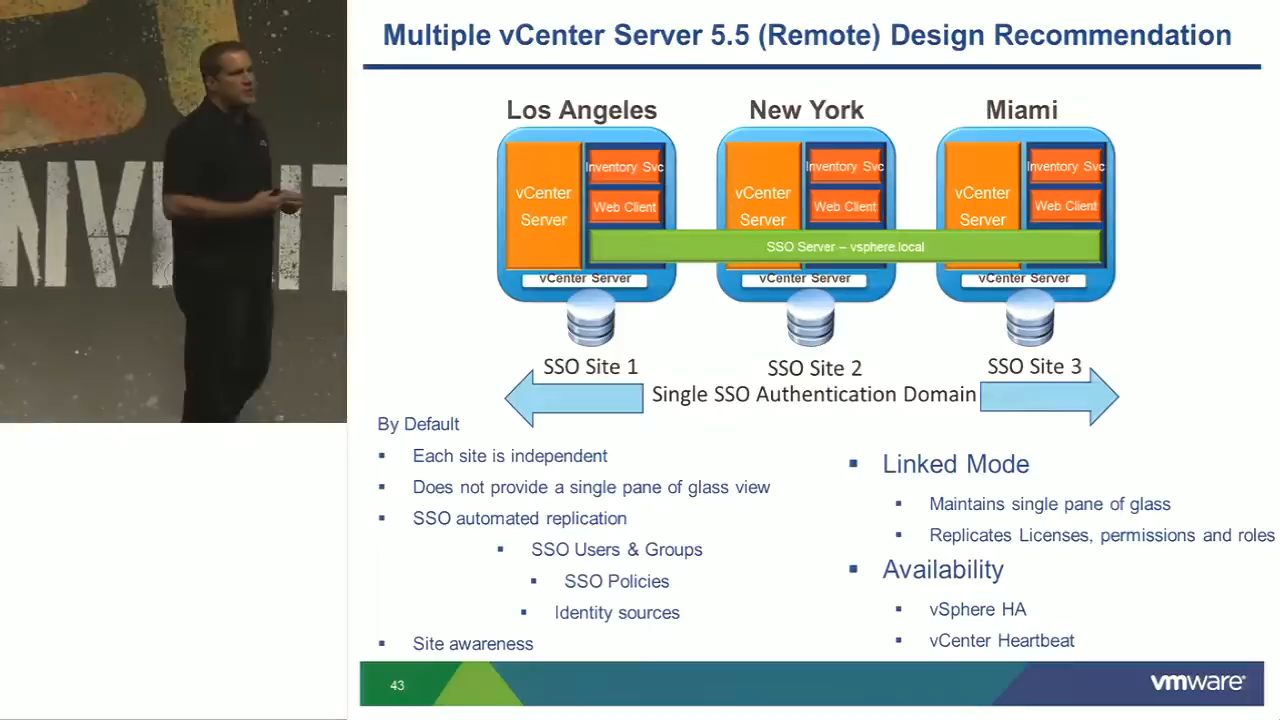 Multiple vCenter Server 5.5 (Remote) Design Recommendation
Los Angeles
New York
Miami
vCenter
Server
Inventory Svc
Web Client
vCenter
Server
Inventory Svc
Web Client
vCenter
Server
Inventory Svc
Web Client
SSO Server – vsphere.local
vCenter Server
vCenter Server
vCenter Server
SSO Site 1
SSO Site 2
SSO Site 3
Single SSO Authentication Domain
By Default
Each site is independent
Does not provide a single pane of glass view
SSO automated replication
SSO Users & Groups
SSO Policies
Identity sources
Site awareness
Linked Mode
Maintains single pane of glass
Replicates Licenses, permissions and roles
Availability
vSphere HA
vCenter Heartbeat
43
vmware